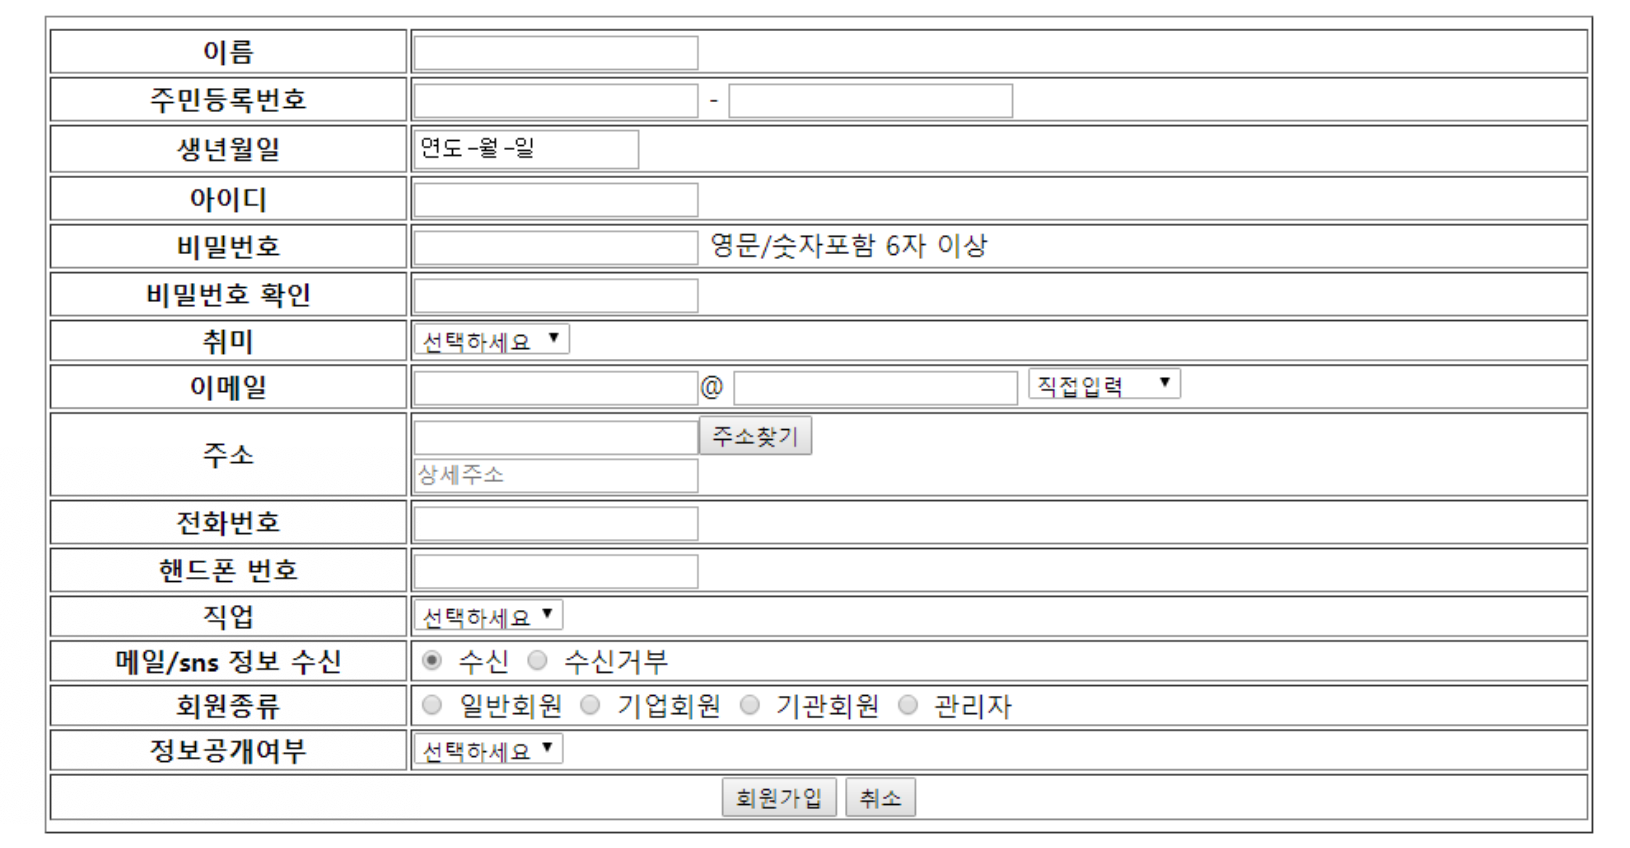 이름
주민등록번호 -
생년월일 연도-월-일
아이디
비밀번호 영문/숫자포함 6자 이상
비밀번호 확인
취미 선택하세요
이메일 @ 직접입력
주소 주소찾기
상세주소
전화번호
핸드폰 번호
직업 선택하세요
메일/sns 정보 수신 수신 수신거부
회원종류 일반회원 기업회원 기관회원 관리자
정보공개여부 선택하세요
회원가입 취소